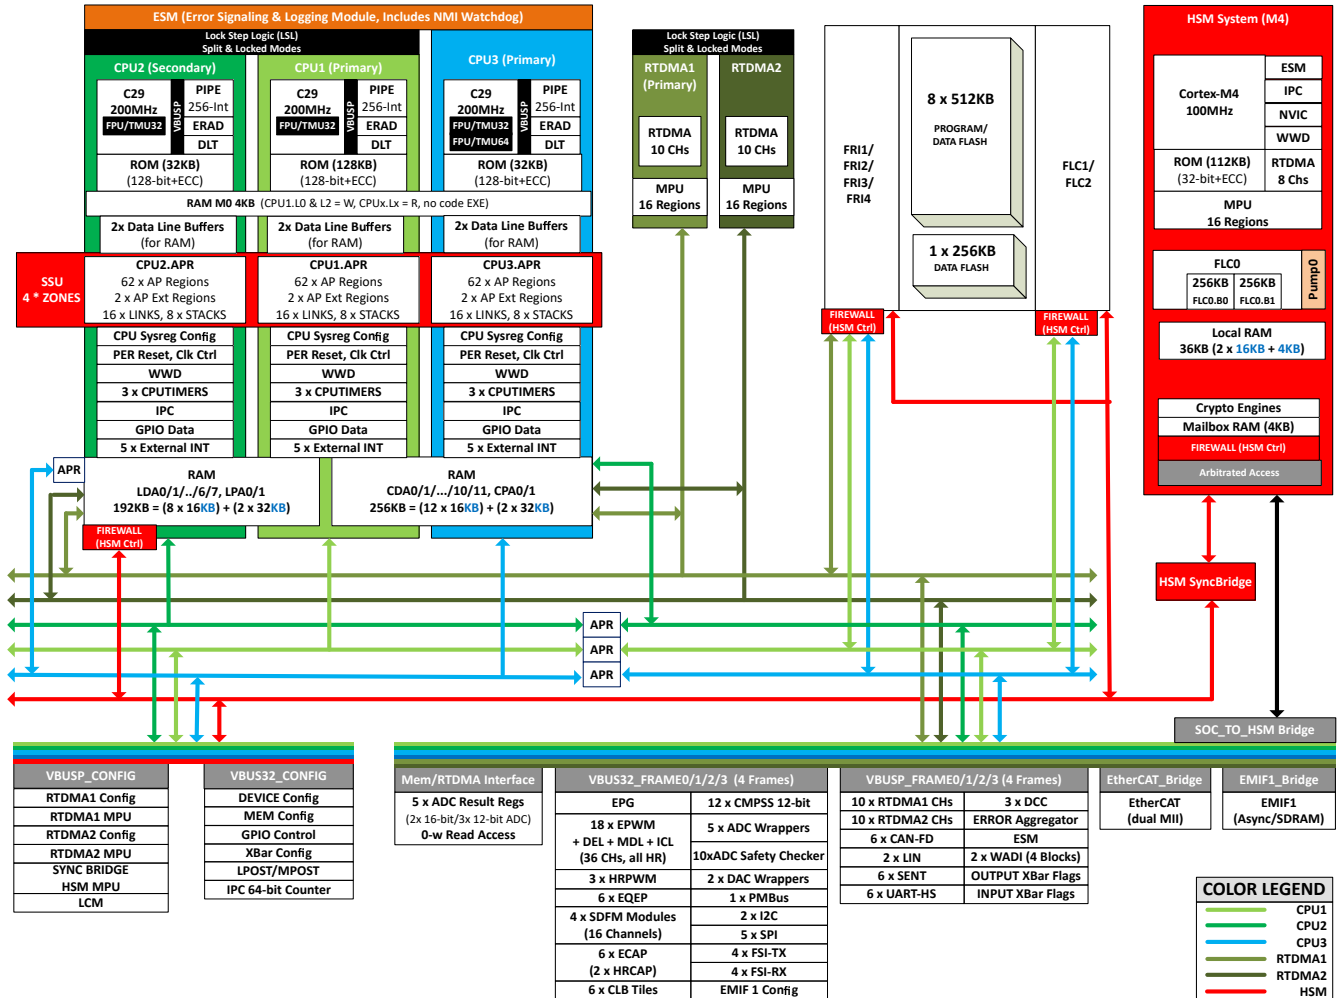 ESM (Error Signaling & Logging Module, Includes NMI Watchdog)
Lock Step Logic (LSL)
Split & Locked Modes
CPU2 (Secondary)
C29
200MHz
FPU/TMU32
VBUSP
PIPE
256-Int
ERAD
DLT
ROM (32KB)
(128-bit+ECC)
CPU1 (Primary)
C29
200MHz
FPU/TMU32
VBUSP
PIPE
256-Int
ERAD
DLT
ROM (128KB)
(128-bit+ECC)
CPU3 (Primary)
C29
200MHz
FPU/TMU32
FPU/TMU64
VBUSP
PIPE
256-Int
ERAD
DLT
ROM (32KB)
(128-bit+ECC)
RAM M0 4KB (CPU1.L0 & L2 = W, CPUx.Lx = R, no code EXE)
2x Data Line Buffers
(for RAM)
2x Data Line Buffers
(for RAM)
2x Data Line Buffers
(for RAM)
SSU
4 * ZONES
CPU2.APR
62 x AP Regions
2 x AP Ext Regions
16 x LINKS, 8 x STACKS
CPU1.APR
62 x AP Regions
2 x AP Ext Regions
16 x LINKS, 8 x STACKS
CPU3.APR
62 x AP Regions
2 x AP Ext Regions
16 x LINKS, 8 x STACKS
CPU Sysreg Config
PER Reset, Clk Ctrl
WWD
3 x CPUTIMERS
IPC
GPIO Data
5 x External INT
CPU Sysreg Config
PER Reset, Clk Ctrl
WWD
3 x CPUTIMERS
IPC
GPIO Data
5 x External INT
CPU Sysreg Config
PER Reset, Clk Ctrl
WWD
3 x CPUTIMERS
IPC
GPIO Data
5 x External INT
APR
RAM
LDA0/1/../6/7, LPA0/1
192KB = (8 x 16KB) + (2 x 32KB)
RAM
CDA0/1/.../10/11, CPA0/1
256KB = (12 x 16KB) + (2 x 32KB)
FIREWALL
(HSM Ctrl)
Lock Step Logic (LSL)
Split & Locked Modes
RTDMA1
(Primary)
RTDMA
10 CHs
MPU
16 Regions
RTDMA2
RTDMA
10 CHs
MPU
16 Regions
FRI1/
FRI2/
FRI3/
FRI4
8 x 512KB
PROGRAM/
DATA FLASH
1 x 256KB
DATA FLASH
FLC1/
FLC2
FIREWALL
(HSM Ctrl)
FIREWALL
(HSM Ctrl)
HSM System (M4)
Cortex-M4
100MHz
ESM
IPC
NVIC
WWD
ROM (112KB)
(32-bit+ECC)
RTDMA
8 Chs
MPU
16 Regions
FLC0
256KB
FLC0.B0
256KB
FLC0.B1
Pump0
Local RAM
36KB (2 x 16KB + 4KB)
Crypto Engines
Mailbox RAM (4KB)
FIREWALL (HSM Ctrl)
Arbitrated Access
HSM SyncBridge
APR
APR
APR
SOC_TO_HSM Bridge
VBUSP_CONFIG
RTDMA1 Config
RTDMA1 MPU
RTDMA2 Config
RTDMA2 MPU
SYNC BRIDGE
HSM MPU
LCM
VBUS32_CONFIG
DEVICE Config
MEM Config
GPIO Control
XBar Config
LPOST/MPOST
IPC 64-bit Counter
Mem/RTDMA Interface
5 x ADC Result Regs
(2x 16-bit/3x 12-bit ADC)
0-w Read Access
VBUS32_FRAME0/1/2/3 (4 Frames)
EPG
18 x EPWM
+ DEL + MDL + ICL
(36 CHs, all HR)
3 x HRPWM
6 x EQEP
4 x SDFM Modules
(16 Channels)
6 x ECAP
(2 x HRCAP)
6 x CLB Tiles
12 x CMPSS 12-bit
5 x ADC Wrappers
10xADC Safety Checker
2 x DAC Wrappers
1 x PMBus
2 x I2C
5 x SPI
4 x FSI-TX
4 x FSI-RX
EMIF 1 Config
VBUSP_FRAME0/1/2/3 (4 Frames)
10 x RTDMA1 CHs
10 x RTDMA2 CHs
6 x CAN-FD
2 x LIN
6 x SENT
6 x UART-HS
3 x DCC
ERROR Aggregator
ESM
2 x WADI (4 Blocks)
OUTPUT XBar Flags
INPUT XBar Flags
EtherCAT_Bridge
EtherCAT
(dual MII)
EMIF1_Bridge
EMIF1
(Async/SDRAM)
COLOR LEGEND
CPU1
CPU2
CPU3
RTDMA1
RTDMA2
HSM